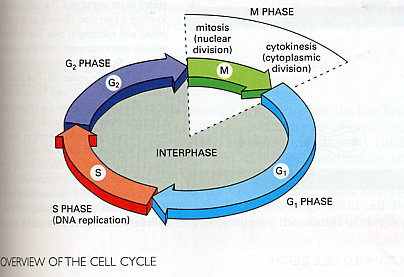 M PHASE
mitosis
(nuclear
division)
cytokinesis
(cytoplasmic
division)
G₂ PHASE
G₂
M
INTERPHASE
S
G₁
G₁ PHASE
S PHASE
(DNA replication)
OVERVIEW OF THE CELL CYCLE